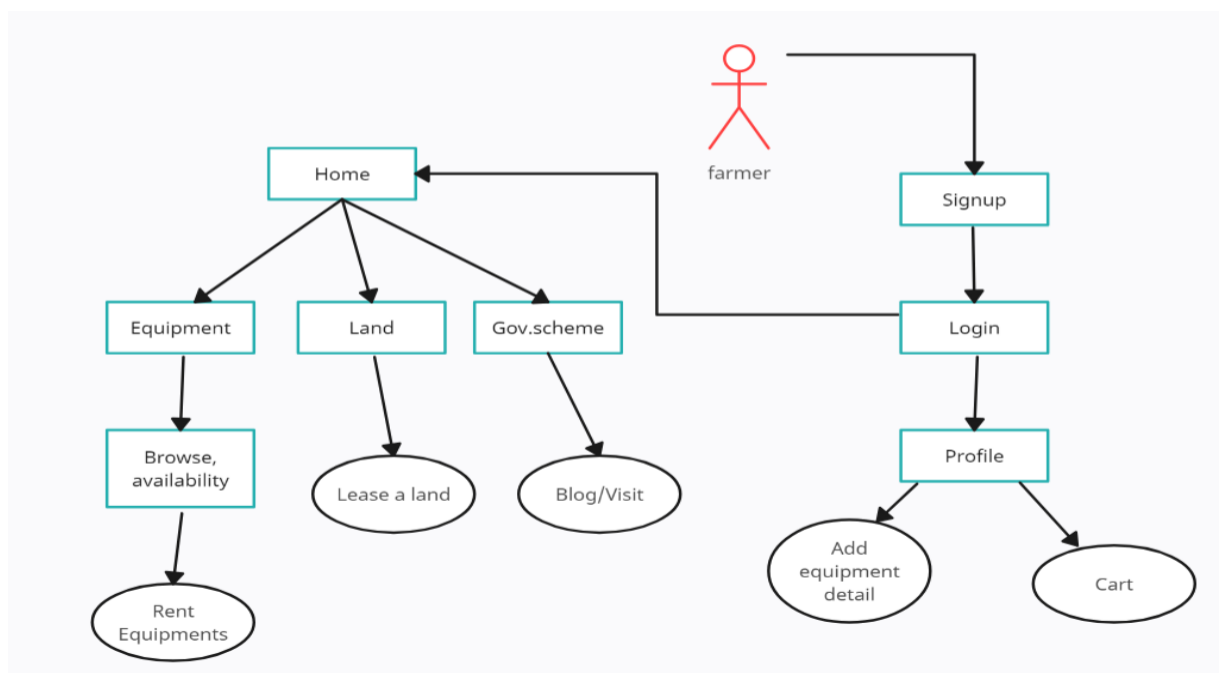 farmer
Home
Signup
Equipment
Land
Gov.scheme
Login
Browse,
availability
Lease a land
Blog/Visit
Profile
Add
equipment
detail
Cart
Rent
Equipments